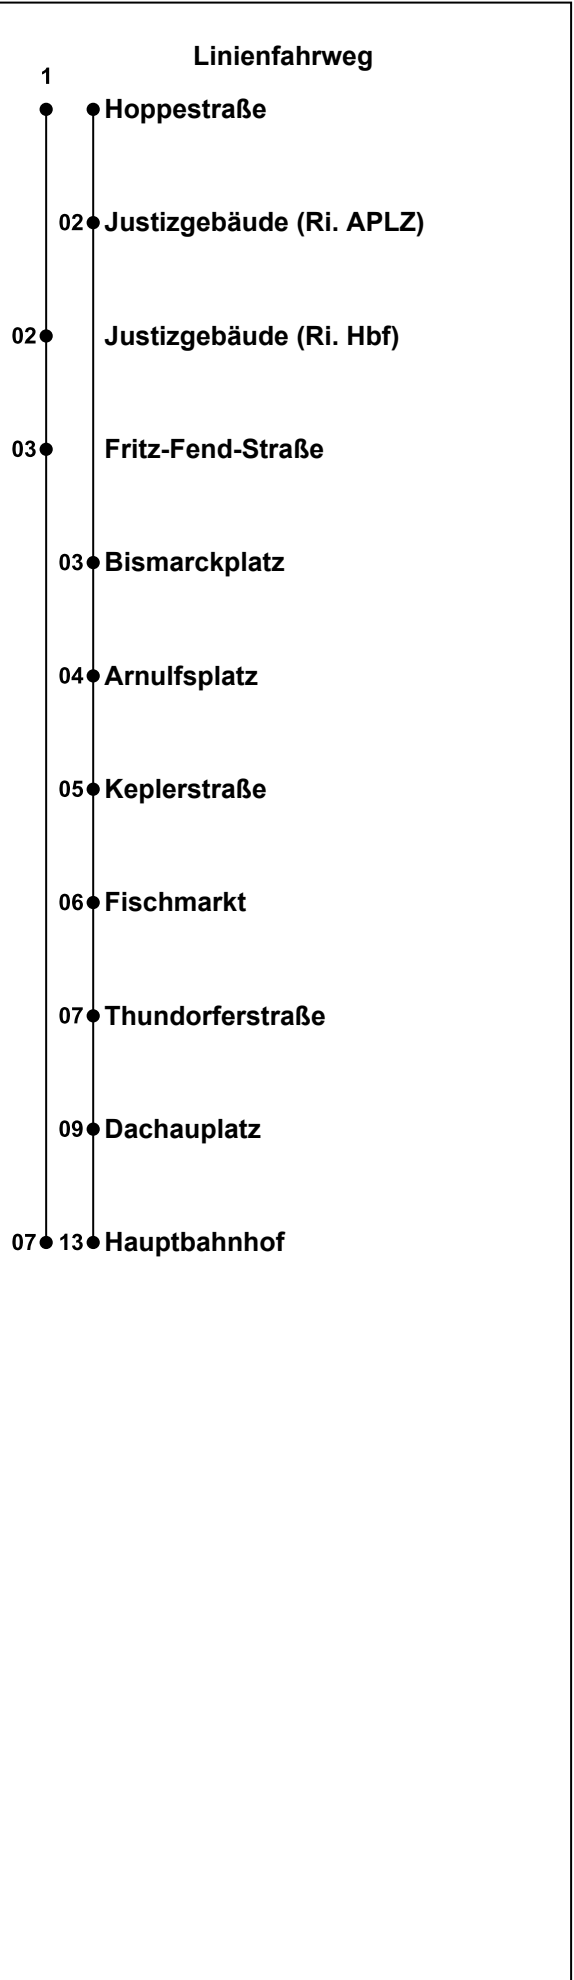 Linienfahrweg
1
Hoppestraße
02 Justizgebäude (Ri. APLZ)
02 Justizgebäude (Ri. Hbf)
03 Fritz-Fend-Straße
03 Bismarckplatz
04 Arnulfsplatz
05 Keplerstraße
06 Fischmarkt
07 Thundorferstraße
09 Dachauplatz
07 13 Hauptbahnhof